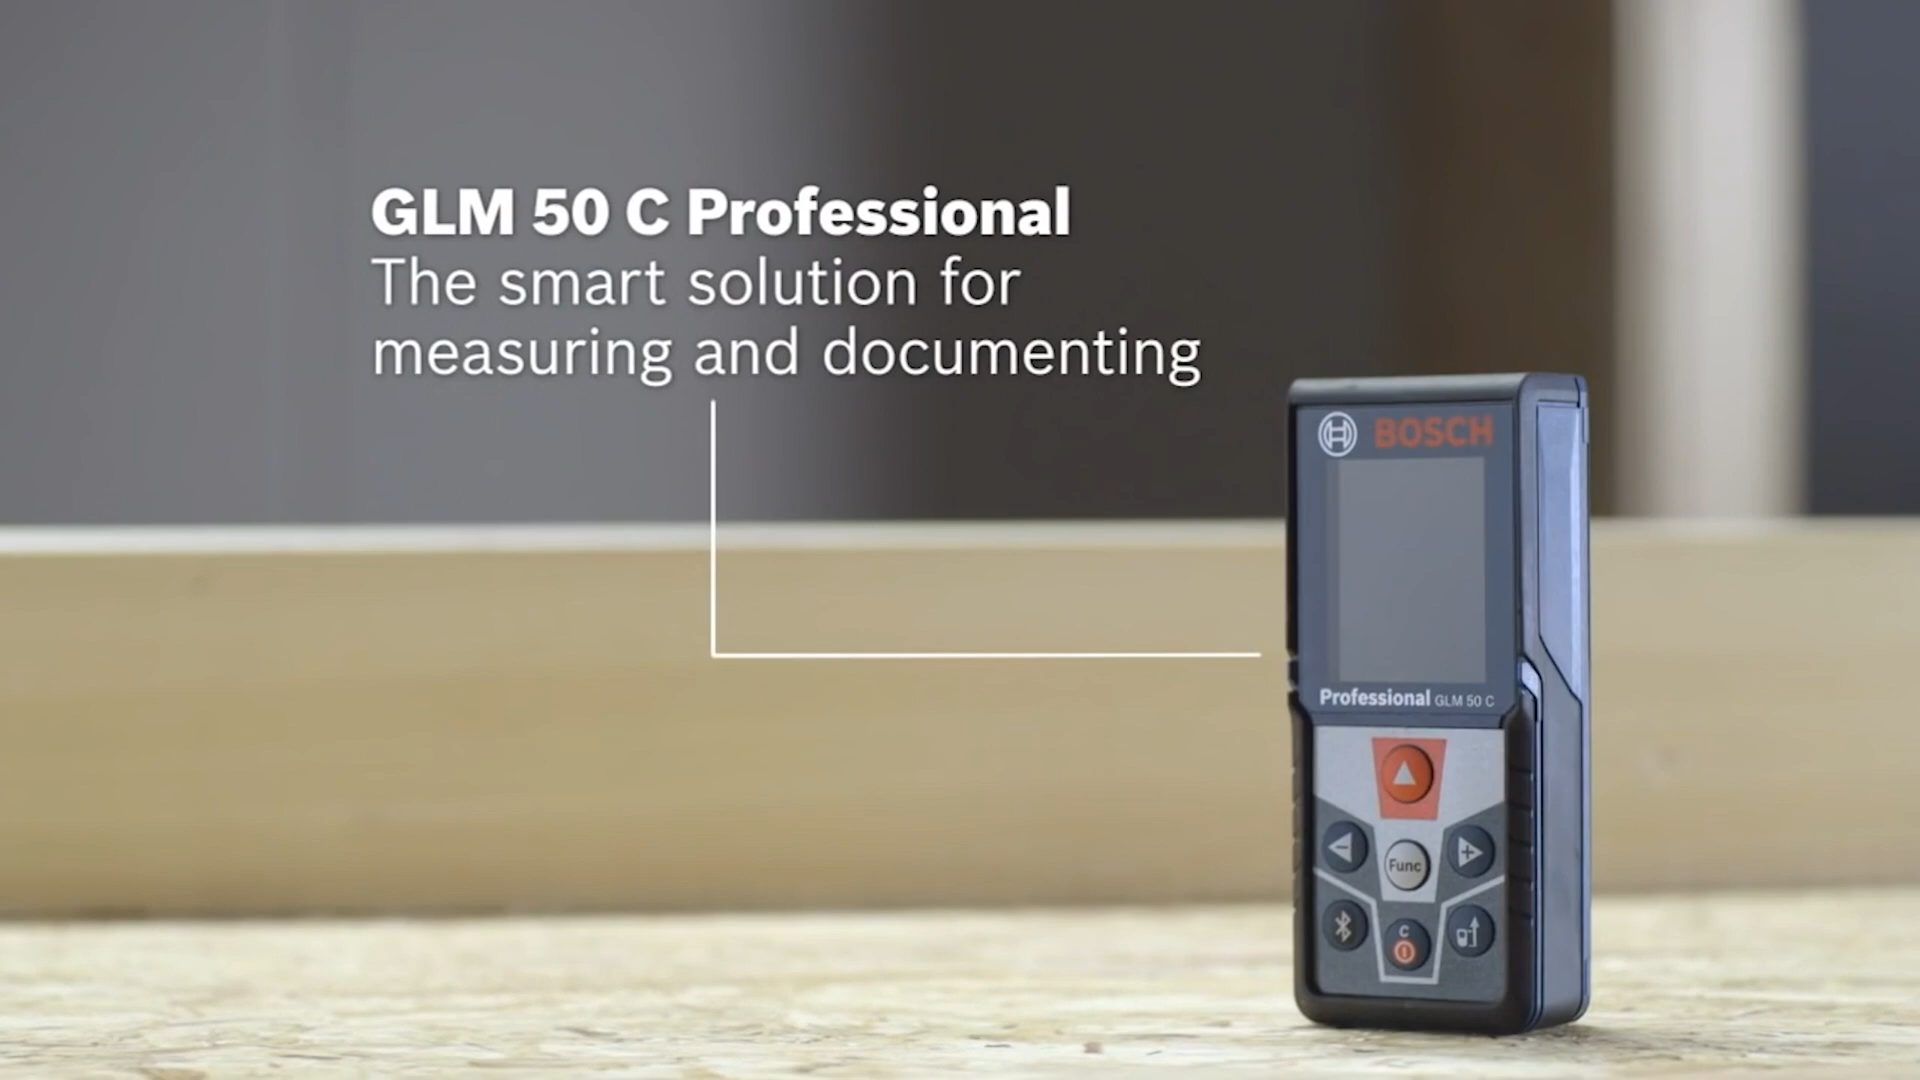 GLM 50 C Professional
The smart solution for
measuring and documenting
BOSCH
Professional GLM 50 C
Func
C